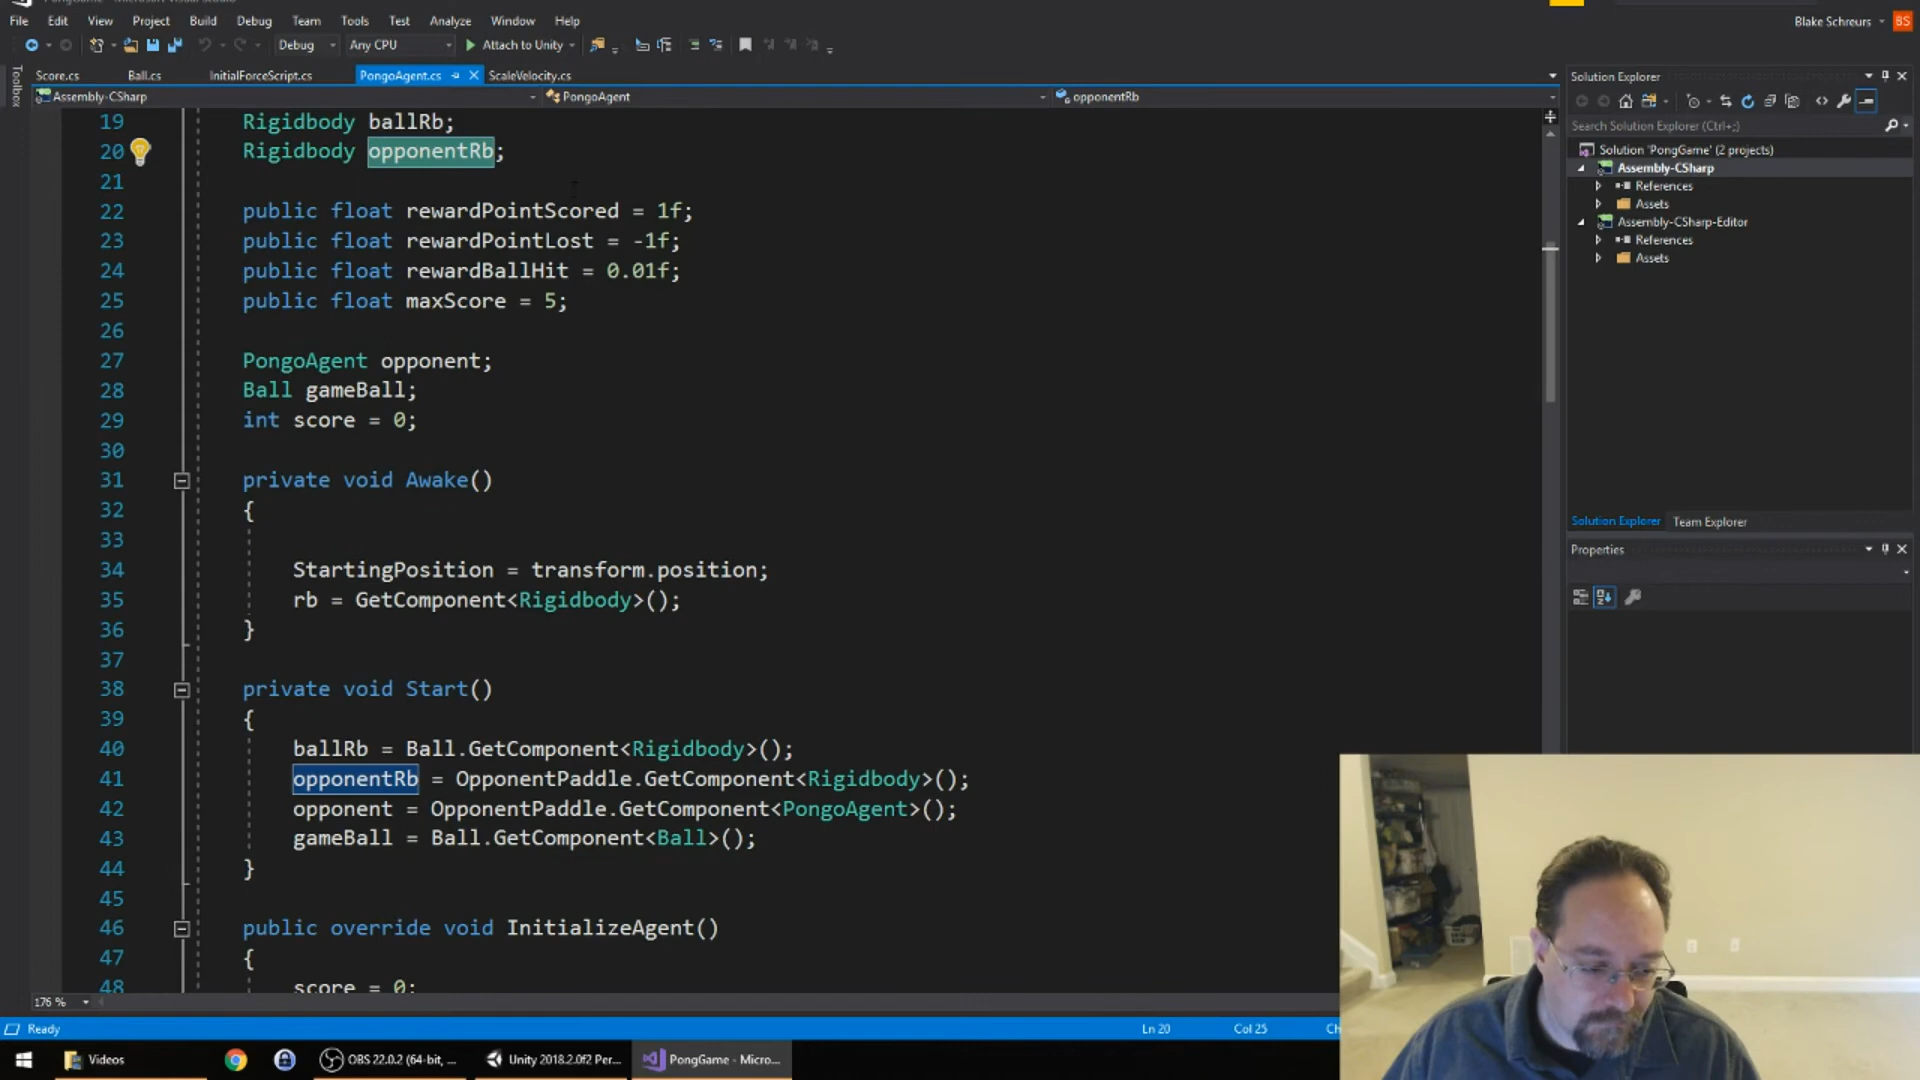 PongGame - Microsoft Visual Studio
Blake Schreurs BS
File Edit View Project Build Debug Team Tools Test Analyze Window Help
Debug Any CPU Attach to Unity
Toolbox
Score.cs Ball.cs InitialForceScript.cs PongoAgent.cs ScaleVelocity.cs
Assembly-CSharp PongoAgent opponentRb
19 Rigidbody ballRb;
20 Rigidbody opponentRb;
21
22 public float rewardPointScored = 1f;
23 public float rewardPointLost = -1f;
24 public float rewardBallHit = 0.01f;
25 public float maxScore = 5;
26
27 PongoAgent opponent;
28 Ball gameBall;
29 int score = 0;
30
31 private void Awake()
32 {
33
34 StartingPosition = transform.position;
35 rb = GetComponent<Rigidbody>();
36 }
37
38 private void Start()
39 {
40 ballRb = Ball.GetComponent<Rigidbody>();
41 opponentRb = OpponentPaddle.GetComponent<Rigidbody>();
42 opponent = OpponentPaddle.GetComponent<PongoAgent>();
43 gameBall = Ball.GetComponent<Ball>();
44 }
45
46 public override void InitializeAgent()
47 {
48 score = 0;
176 %
Solution Explorer
Search Solution Explorer (Ctrl+;)
Solution 'PongGame' (2 projects)
Assembly-CSharp
References
Assets
Assembly-CSharp-Editor
References
Assets
Solution Explorer Team Explorer
Properties
Ready Ln 20 Col 25 Ch
Videos OBS 22.0.2 (64-bit, ... Unity 2018.2.0f2 Per... PongGame - Micro...